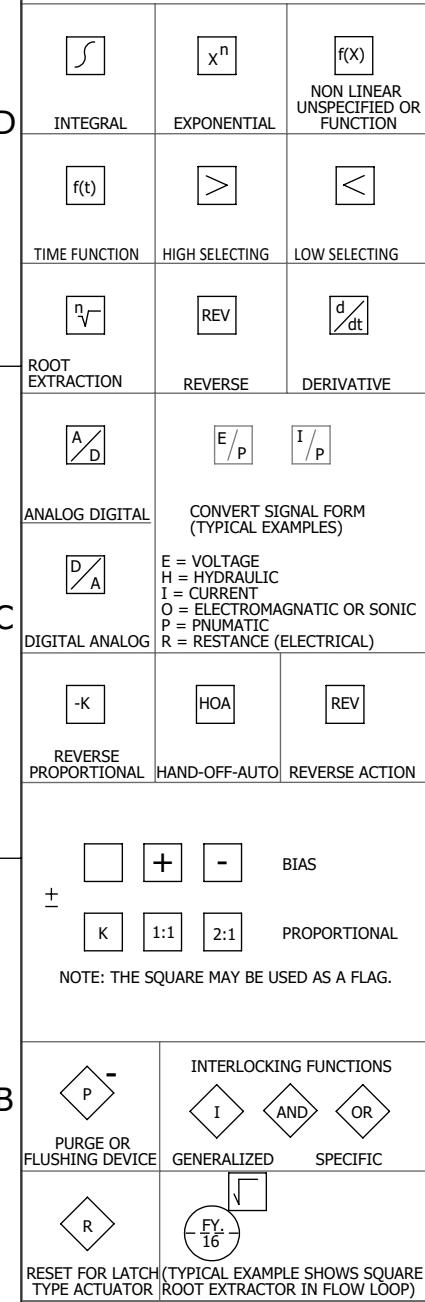 ∫
xⁿ
f(X)
INTEGRAL
EXPONENTIAL
NON LINEAR
UNSPECIFIED OR
FUNCTION
D
f(t)
>
<
TIME FUNCTION
HIGH SELECTING
LOW SELECTING
n√
REV
d/dt
ROOT
EXTRACTION
REVERSE
DERIVATIVE
A/D
ANALOG DIGITAL
E/P
I/P
CONVERT SIGNAL FORM
(TYPICAL EXAMPLES)
D/A
DIGITAL ANALOG
E = VOLTAGE
H = HYDRAULIC
I = CURRENT
O = ELECTROMAGNATIC OR SONIC
P = PNUMATIC
R = RESTANCE (ELECTRICAL)
C
-K
HOA
REV
REVERSE
PROPORTIONAL
HAND-OFF-AUTO
REVERSE ACTION
+
-
BIAS
±
K
1:1
2:1
PROPORTIONAL
NOTE: THE SQUARE MAY BE USED AS A FLAG.
B
P
-
PURGE OR
FLUSHING DEVICE
INTERLOCKING FUNCTIONS
I
AND
OR
GENERALIZED
SPECIFIC
R
RESET FOR LATCH
TYPE ACTUATOR
√
FY.
16
(TYPICAL EXAMPLE SHOWS SQUARE
ROOT EXTRACTOR IN FLOW LOOP)